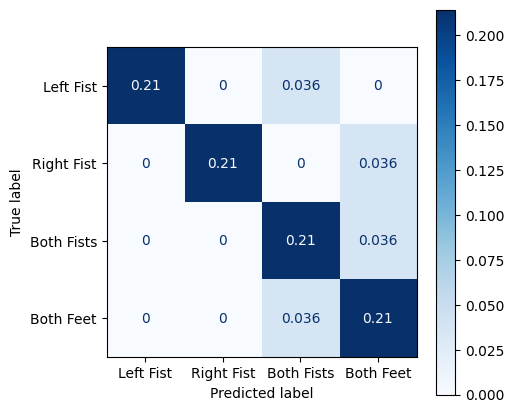 Left Fist 0.21 0 0.036 0
Right Fist 0 0.21 0 0.036
Both Fists 0 0 0.21 0.036
Both Feet 0 0 0.036 0.21
Left Fist Right Fist Both Fists Both Feet
Predicted label
True label
0.200
0.175
0.150
0.125
0.100
0.075
0.050
0.025
0.000